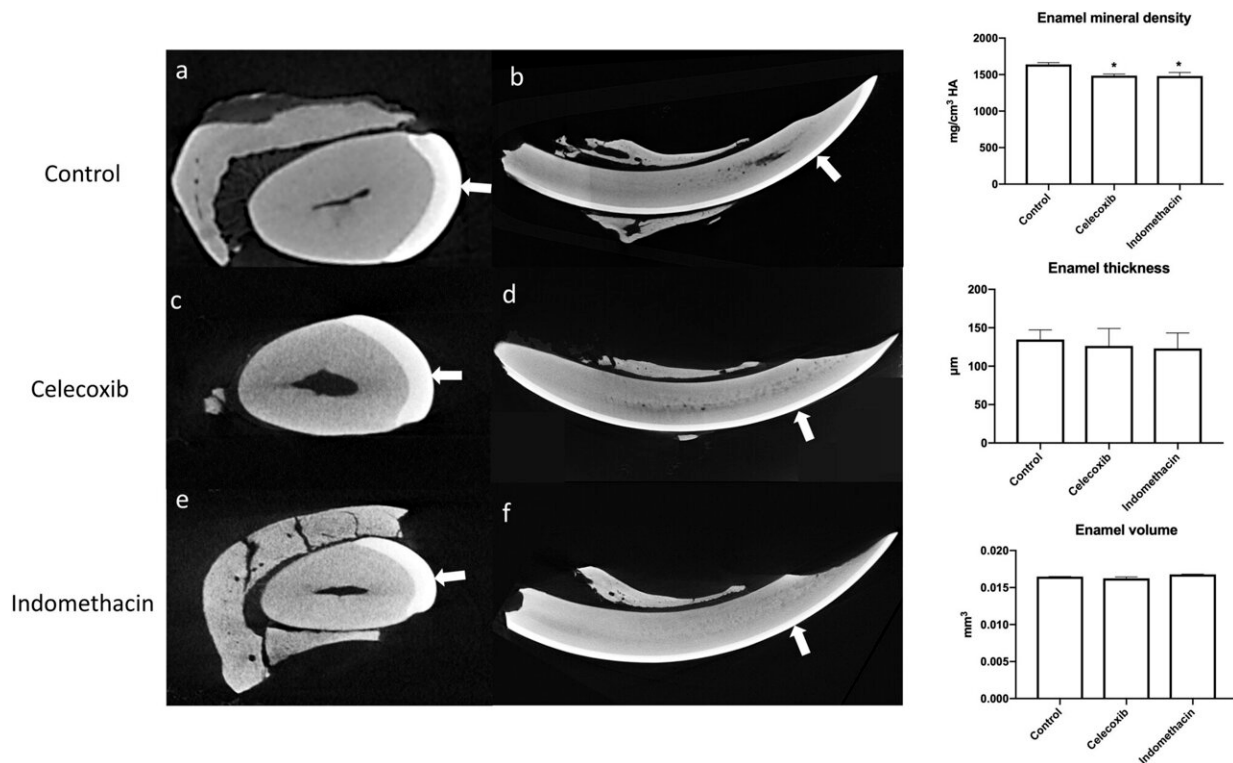 Control
a
b
Celecoxib
c
d
Indomethacin
e
f
Enamel mineral density
mg/cm³ HA
2000
1500
1000
500
0
*
*
Control
Celecoxib
Indomethacin
Enamel thickness
µm
200
150
100
50
0
Control
Celecoxib
Indomethacin
Enamel volume
mm³
0.020
0.015
0.010
0.005
0.000
Control
Celecoxib
Indomethacin